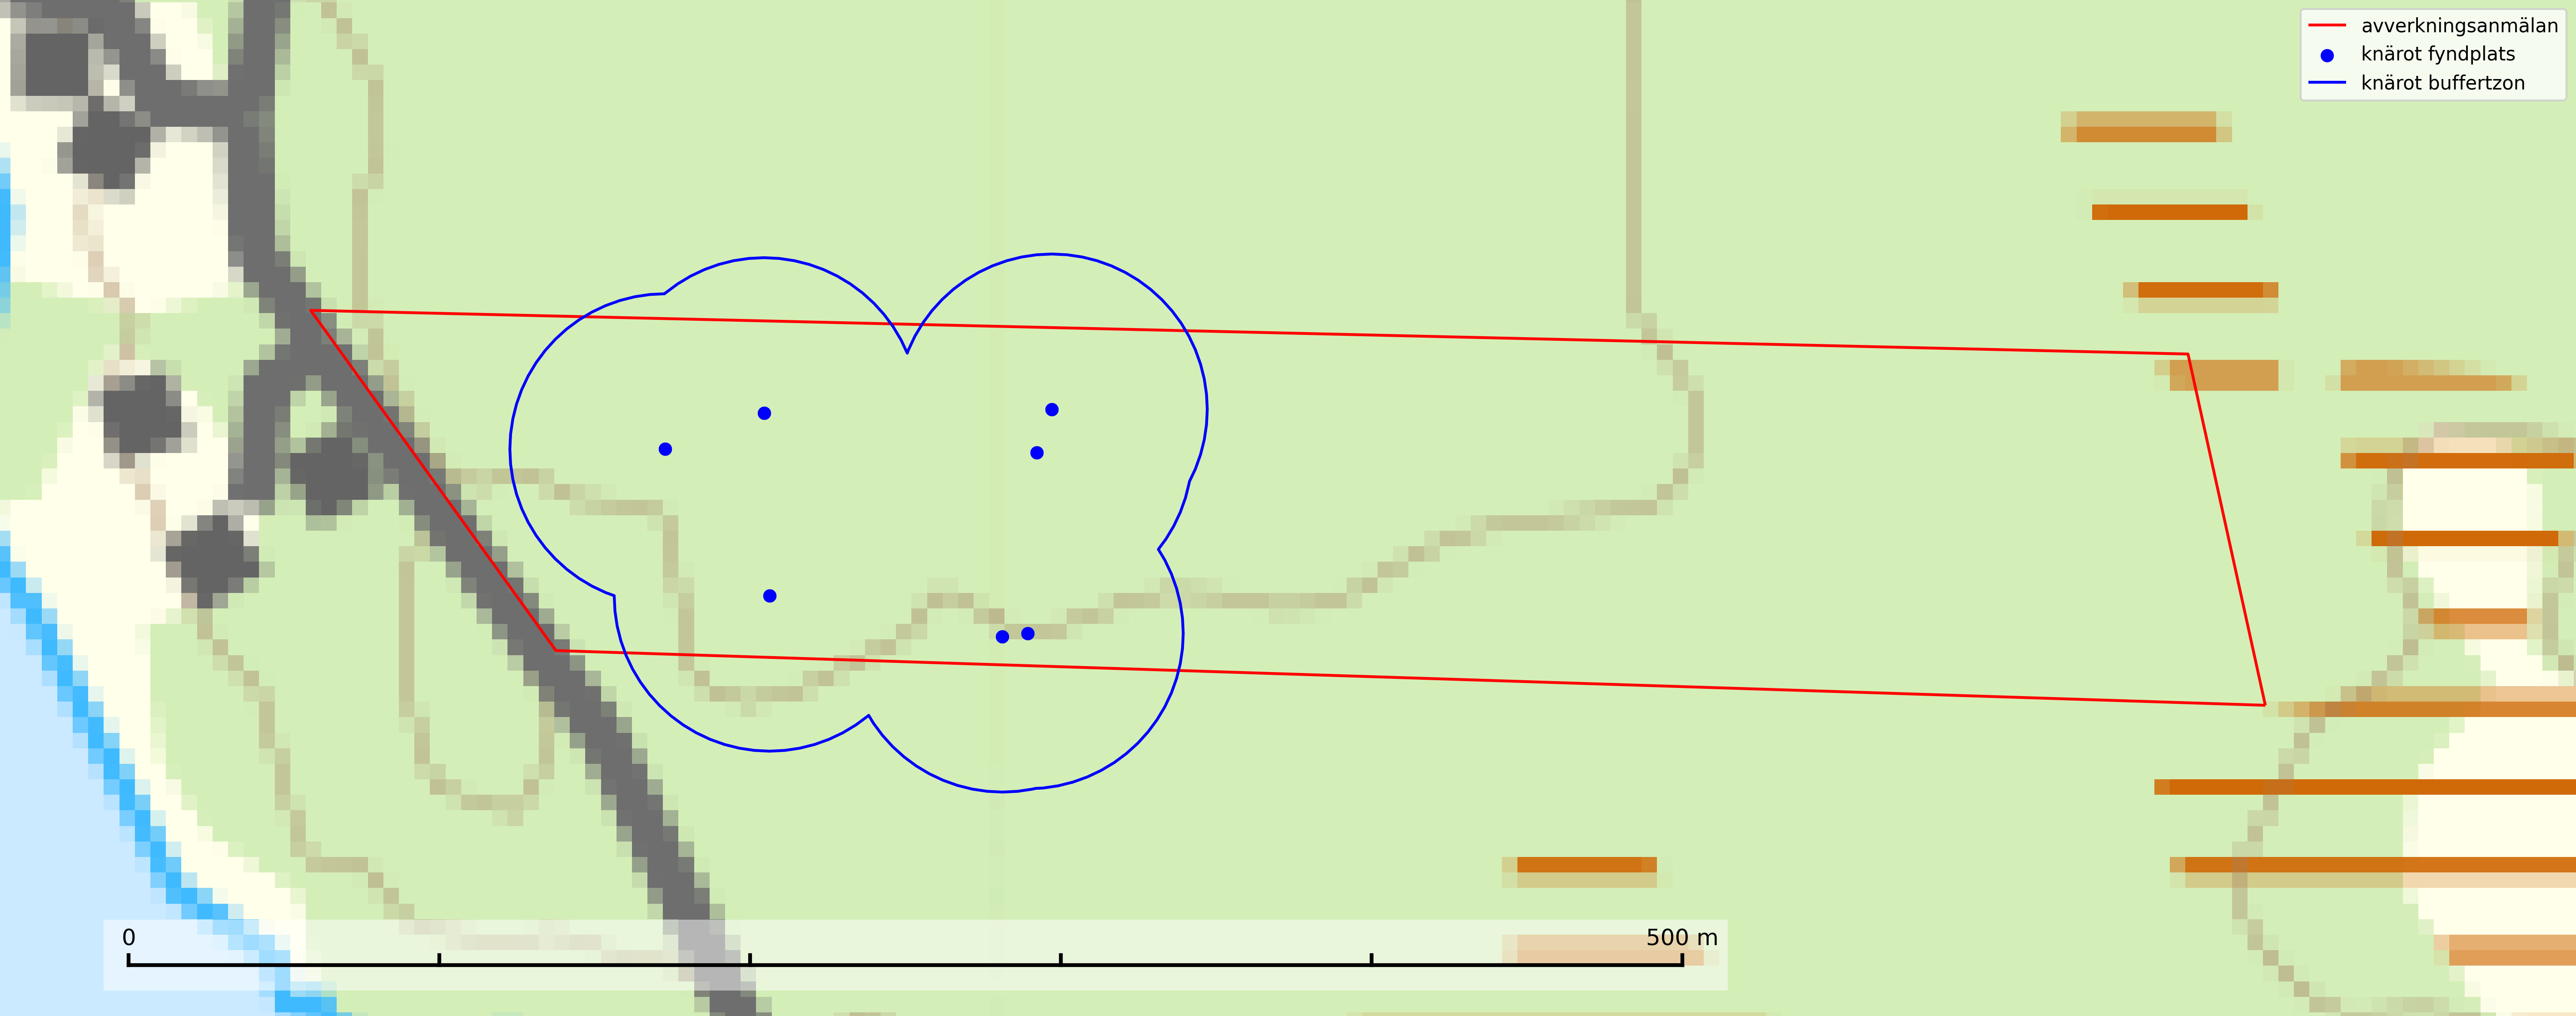 avverkningsanmälan
knärot fyndplats
knärot buffertzon
0 500 m